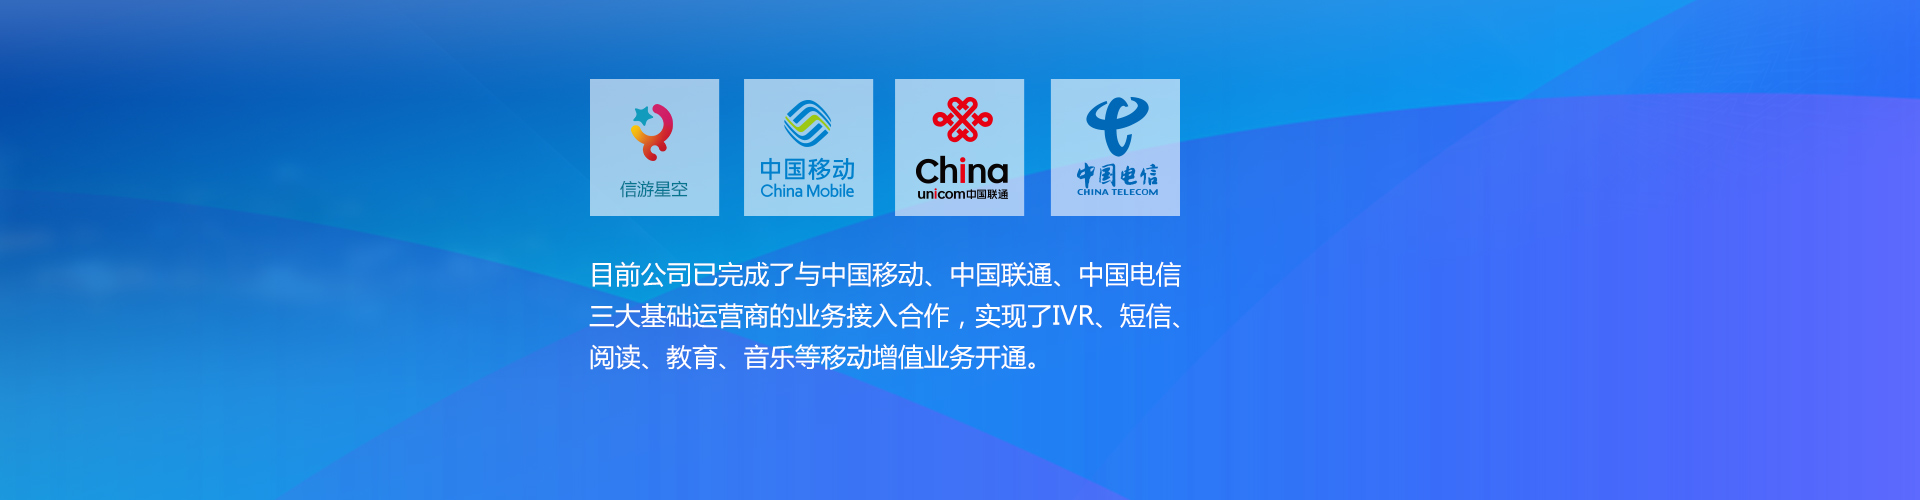 信游星空
中国移动
China Mobile
China
unicom中国联通
中国电信
CHINA TELECOM
目前公司已完成了与中国移动、中国联通、中国电信
三大基础运营商的业务接入合作，实现了IVR、短信、
阅读、教育、音乐等移动增值业务开通。